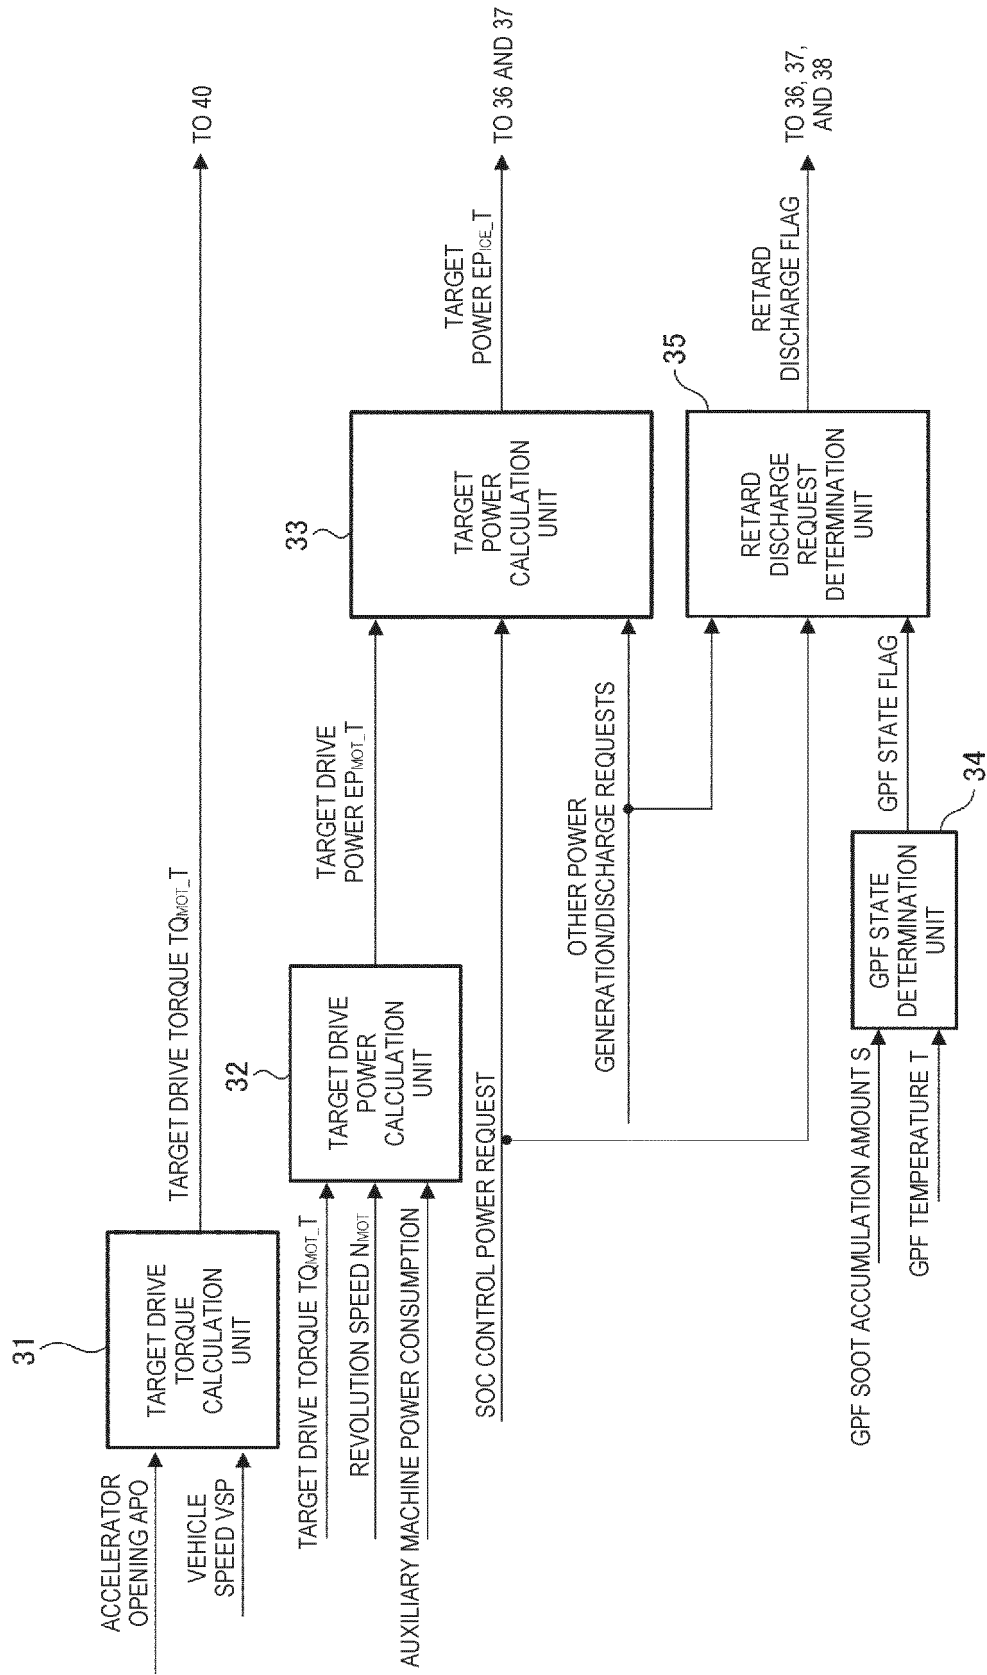 ACCELERATOR
OPENING APO
VEHICLE
SPEED VSP
31
TARGET DRIVE
TORQUE
CALCULATION
UNIT
TARGET DRIVE TORQUE TQMOT_T
TO 40
TARGET DRIVE TORQUE TQMOT_T
REVOLUTION SPEED NMOT
AUXILIARY MACHINE POWER CONSUMPTION
32
TARGET DRIVE
POWER
CALCULATION
UNIT
TARGET DRIVE
POWER EPMOT_T
SOC CONTROL POWER REQUEST
OTHER POWER
GENERATION/DISCHARGE REQUESTS
33
TARGET
POWER
CALCULATION
UNIT
TARGET
POWER EPICE_T
TO 36 AND 37
GPF SOOT ACCUMULATION AMOUNT S
GPF TEMPERATURE T
GPF STATE
DETERMINATION
UNIT
34
GPF STATE FLAG
35
RETARD
DISCHARGE
REQUEST
DETERMINATION
UNIT
RETARD
DISCHARGE FLAG
TO 36, 37,
AND 38